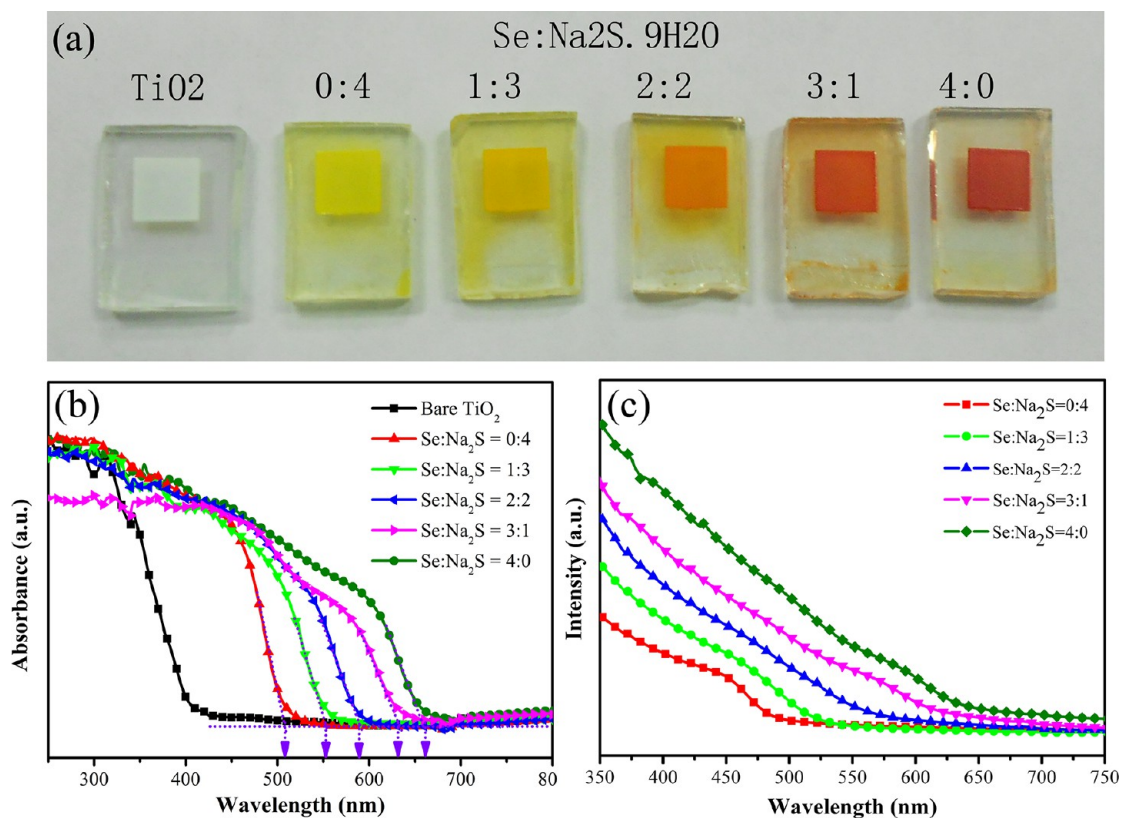 (a)
Se:Na2S. 9H2O
TiO2 0:4 1:3 2:2 3:1 4:0
(b)
Bare TiO₂
Se:Na₂S = 0:4
Se:Na₂S = 1:3
Se:Na₂S = 2:2
Se:Na₂S = 3:1
Se:Na₂S = 4:0
Absorbance (a.u.)
300 400 500 600 700 80
Wavelength (nm)
(c)
Se:Na₂S=0:4
Se:Na₂S=1:3
Se:Na₂S=2:2
Se:Na₂S=3:1
Se:Na₂S=4:0
Intensity (a.u.)
350 400 450 500 550 600 650 700 750
Wavelength (nm)